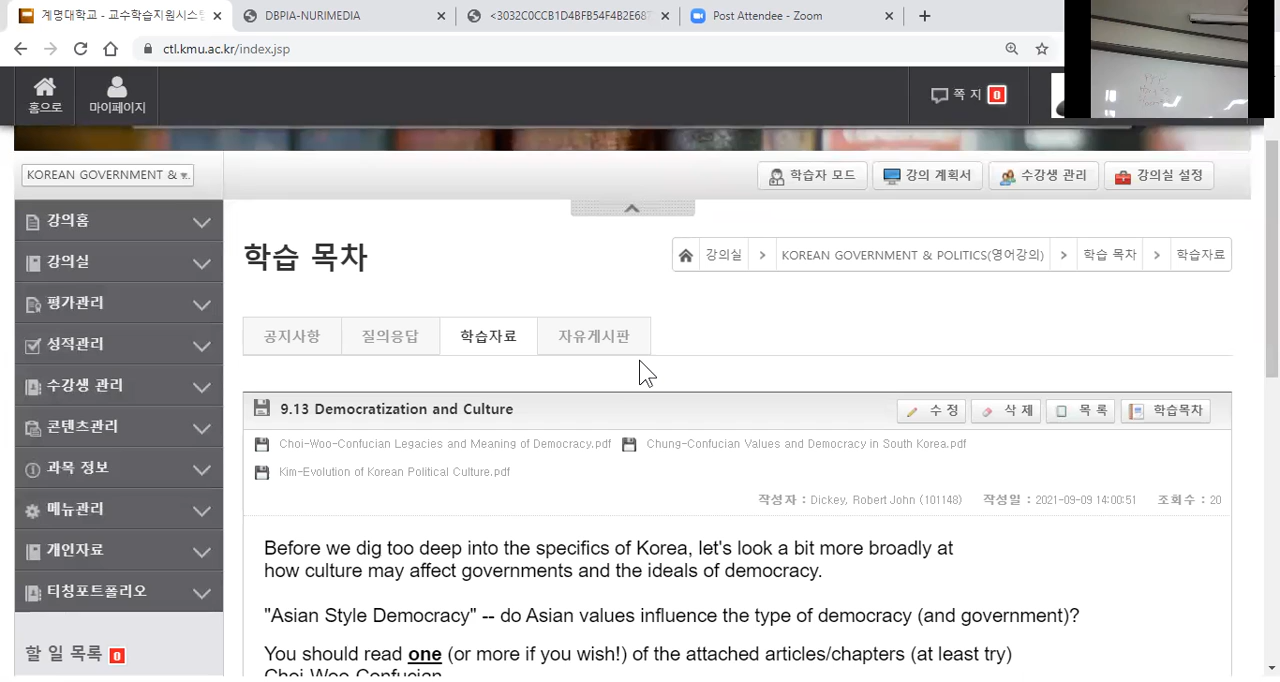 계명대학교 - 교수학습지원시스템
DBPIA-NURIMEDIA
<3032C0CCB1D4BFB54F4B2E687
Post Attendee - Zoom
ctl.kmu.ac.kr/index.jsp
홈으로
마이페이지
쪽 지 0
KOREAN GOVERNMENT &
학습자 모드
강의 계획서
수강생 관리
강의실 설정
강의홈
강의실
평가관리
성적관리
수강생 관리
콘텐츠관리
과목 정보
메뉴관리
개인자료
티칭포트폴리오
할 일 목록 0
학습 목차
강의실 > KOREAN GOVERNMENT & POLITICS(영어강의) > 학습 목차 > 학습자료
공지사항
질의응답
학습자료
자유게시판
9.13 Democratization and Culture
수 정
삭 제
목 록
학습목차
Choi-Woo-Confucian Legacies and Meaning of Democracy.pdf
Chung-Confucian Values and Democracy in South Korea.pdf
Kim-Evolution of Korean Political Culture.pdf
작성자 : Dickey, Robert John (101148) 작성일 : 2021-09-09 14:00:51 조회수 : 20
Before we dig too deep into the specifics of Korea, let's look a bit more broadly at
how culture may affect governments and the ideals of democracy.
"Asian Style Democracy" -- do Asian values influence the type of democracy (and government)?
You should read one (or more if you wish!) of the attached articles/chapters (at least try)
Choi-Woo-Confucian